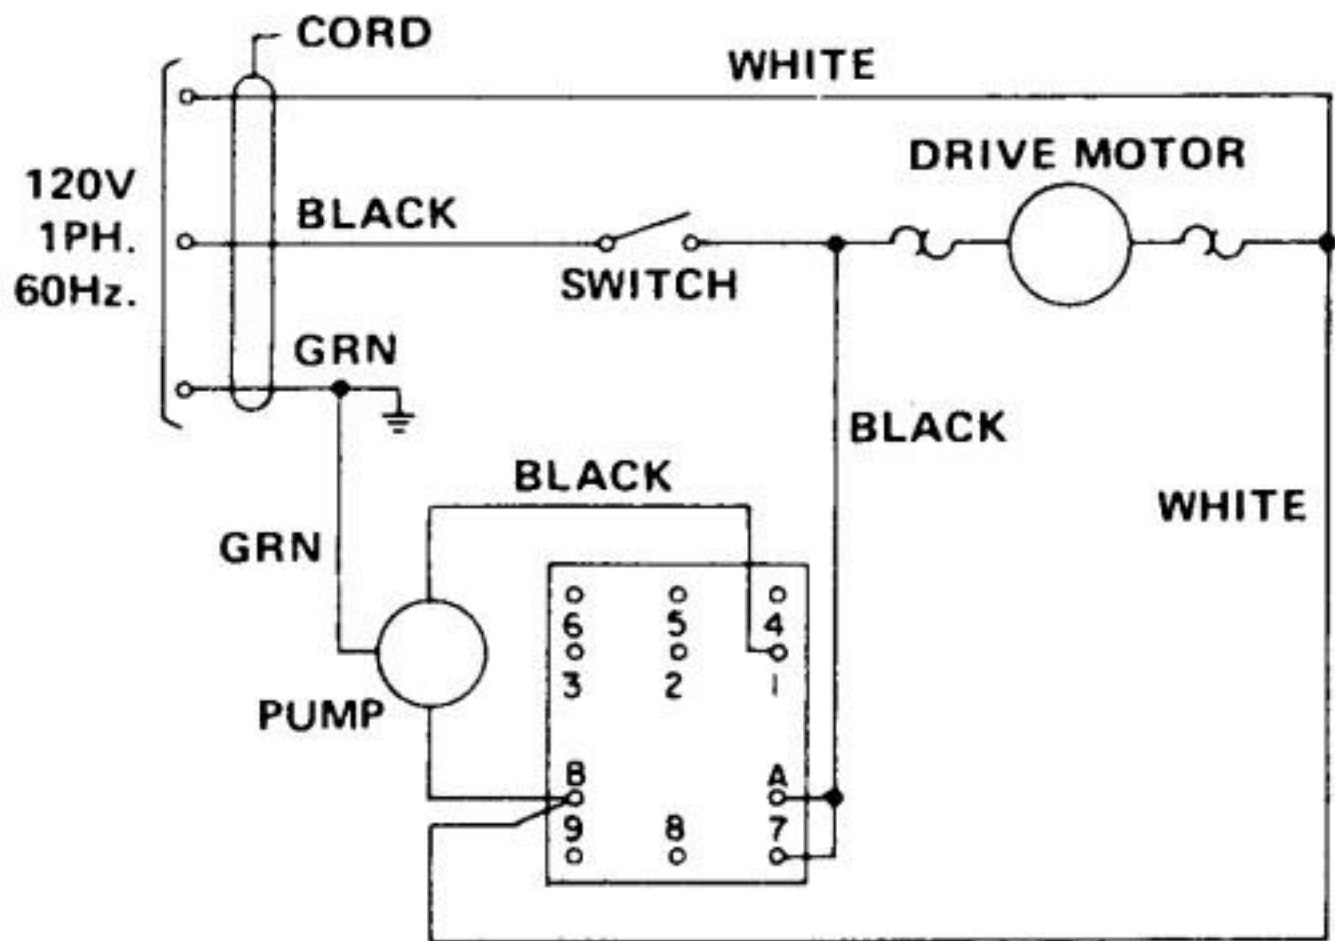 CORD
WHITE
DRIVE MOTOR
120V
1PH.
60Hz.
BLACK
SWITCH
GRN
BLACK
BLACK
WHITE
GRN
PUMP
6 5 4
3 2 1
B A
9 8 7